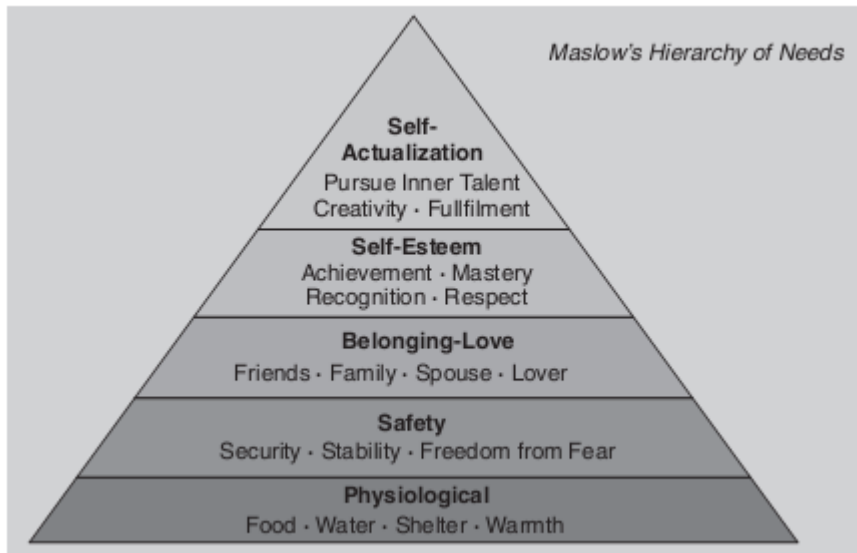 Maslow's Hierarchy of Needs
Self-
Actualization
Pursue Inner Talent
Creativity · Fullfilment
Self-Esteem
Achievement · Mastery
Recognition · Respect
Belonging-Love
Friends · Family · Spouse · Lover
Safety
Security · Stability · Freedom from Fear
Physiological
Food · Water · Shelter · Warmth